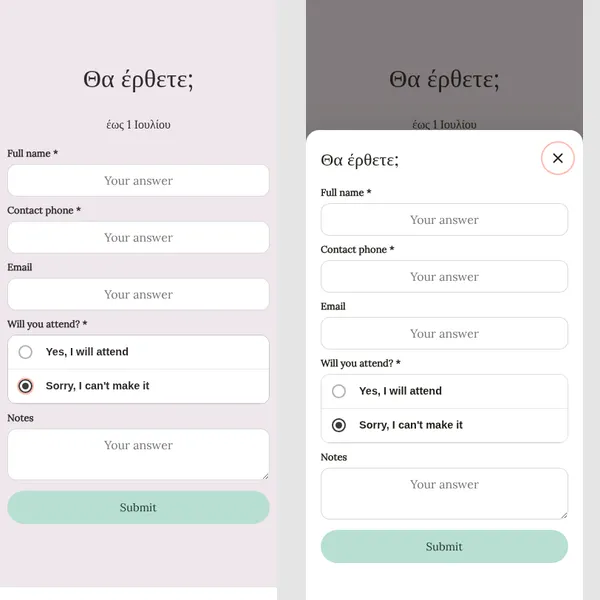 Θα έρθετε;
έως 1 Ιουλίου
Full name *
Your answer
Contact phone *
Your answer
Email
Your answer
Will you attend? *
Yes, I will attend
Sorry, I can't make it
Notes
Your answer
Submit
Θα έρθετε;
έως 1 Ιουλίου
Θα έρθετε;
Full name *
Your answer
Contact phone *
Your answer
Email
Your answer
Will you attend? *
Yes, I will attend
Sorry, I can't make it
Notes
Your answer
Submit